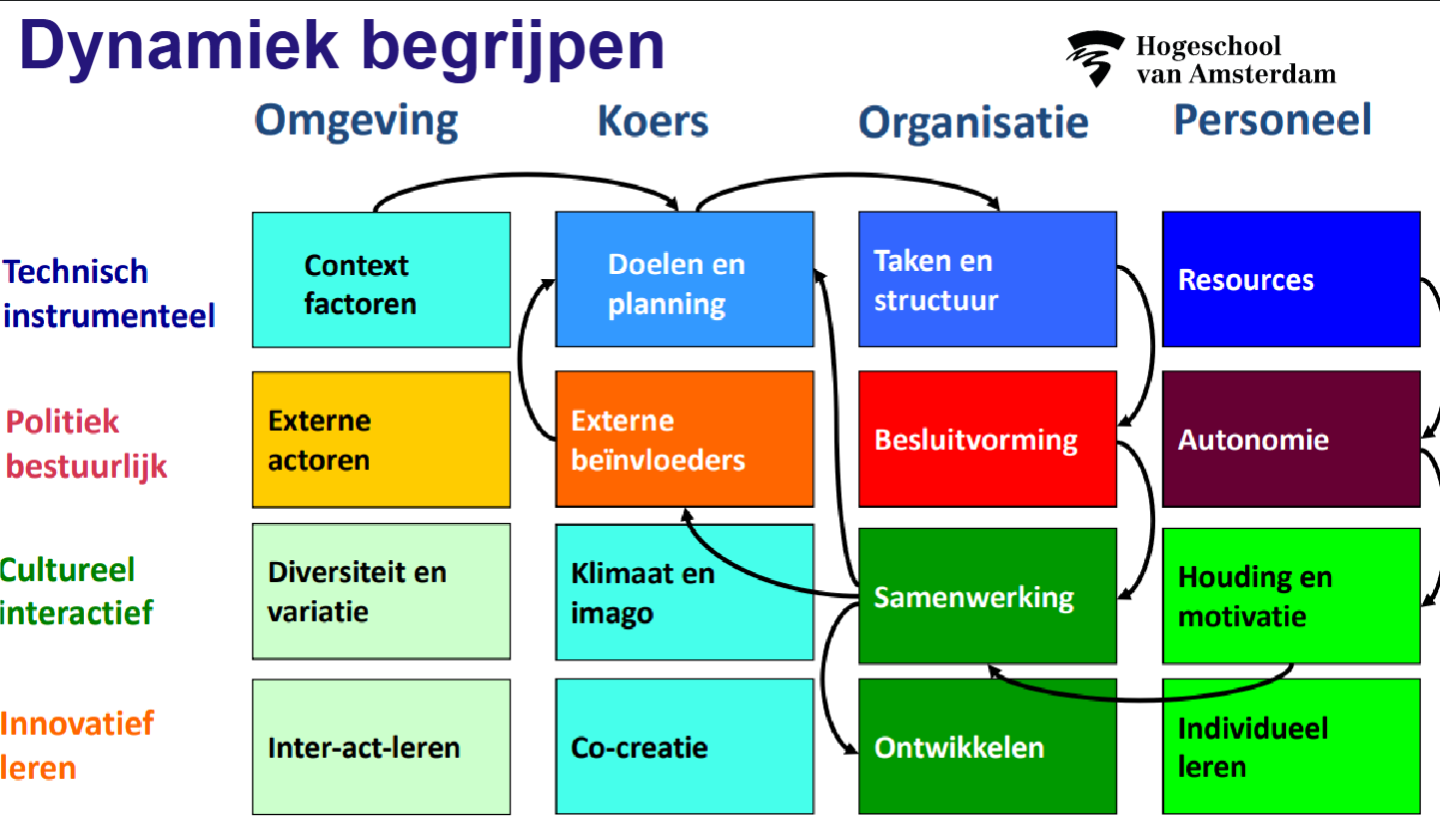 Dynamiek begrijpen
Hogeschool
van Amsterdam
Omgeving
Koers
Organisatie
Personeel
Technisch
instrumenteel
Context
factoren
Doelen en
planning
Taken en
structuur
Resources
Politiek
bestuurlijk
Externe
actoren
Externe
beïnvloeders
Besluitvorming
Autonomie
Cultureel
interactief
Diversiteit en
variatie
Klimaat en
imago
Samenwerking
Houding en
motivatie
Innovatief
leren
Inter-act-leren
Co-creatie
Ontwikkelen
Individueel
leren